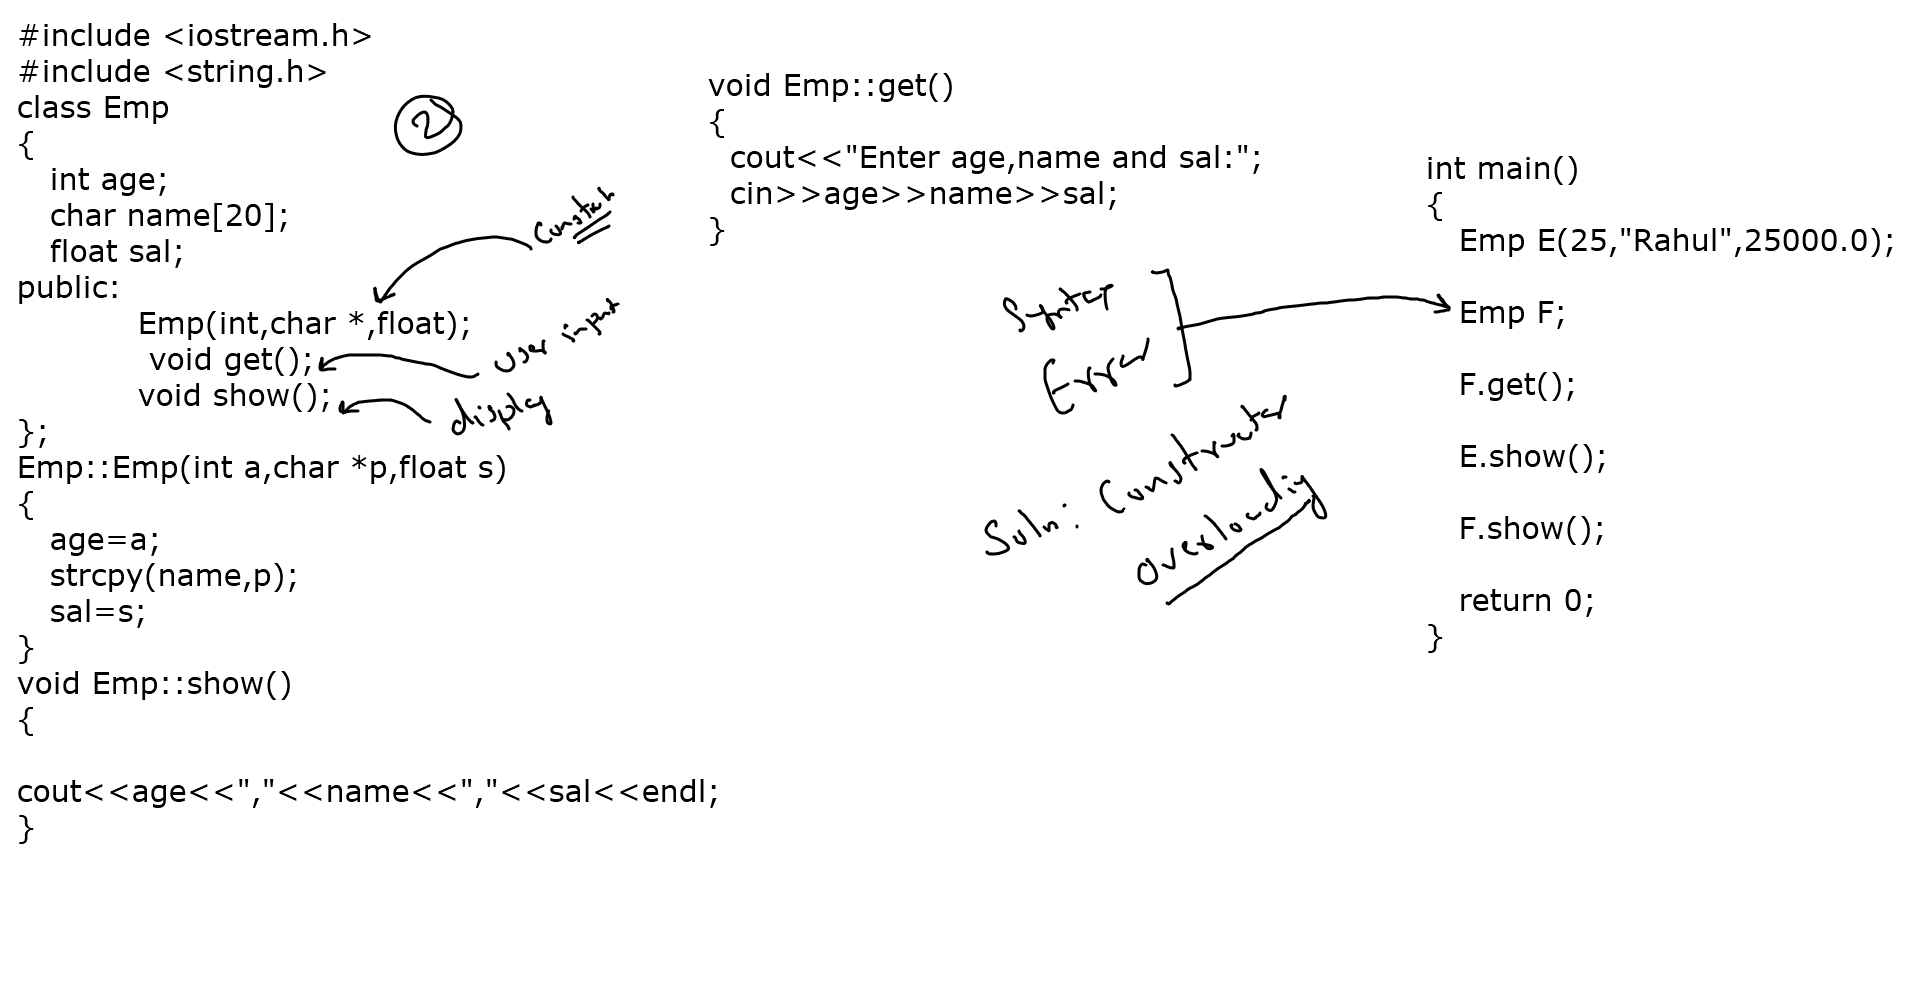 #include <iostream.h>
#include <string.h>
class Emp
{
int age;
char name[20];
float sal;
public:
Emp(int,char *,float);
void get();
void show();
};
Emp::Emp(int a,char *p,float s)
{
age=a;
strcpy(name,p);
sal=s;
}
void Emp::show()
{
cout<<age<<","<<name<<","<<sal<<endl;
}
2
user input
display
void Emp::get()
{
cout<<"Enter age,name and sal:";
cin>>age>>name>>sal;
}
Syntax
Error
Soln: Constructor
overloading
int main()
{
Emp E(25,"Rahul",25000.0);
Emp F;
F.get();
E.show();
F.show();
return 0;
}